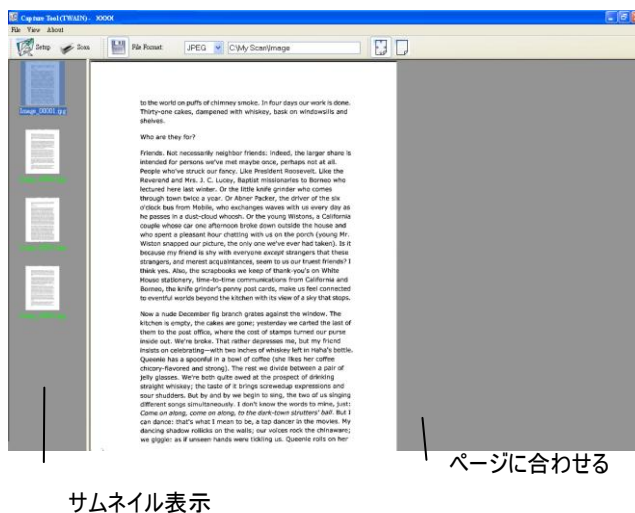 Capture Tool (TWAIN) - XXXX
File View About
Setup Scan File Format: JPEG C:\My Scan\Image
Image_00001.jpg
to the world on puffs of chimney smoke. In four days our work is done.
Thirty-one cakes, dampened with whiskey, bask on windowsills and
shelves.
Who are they for?
Friends. Not necessarily neighbor friends: indeed, the larger share is
intended for persons we've met maybe once, perhaps not at all.
People who've struck our fancy. Like President Roosevelt. Like the
Reverend and Mrs. J. C. Lucey, Baptist missionaries to Borneo who
lectured here last winter. Or the little knife grinder who comes
through town twice a year. Or Abner Packer, the driver of the six
o'clock bus from Mobile, who exchanges waves with us every day as
he passes in a dust-cloud whoosh. Or the young Wistons, a California
couple whose car one afternoon broke down outside the house and
who spent a pleasant hour chatting with us on the porch (young Mr.
Wiston snapped our picture, the only one we've ever had taken). Is it
because my friend is shy with everyone except strangers that these
strangers, and merest acquaintances, seem to us our truest friends? I
think yes. Also, the scrapbooks we keep of thank-you's on White
House stationery, time-to-time communications from California and
Borneo, the knife grinder's penny post cards, make us feel connected
to eventful worlds beyond the kitchen with its view of a sky that stops.
Now a nude December fig branch grates against the window. The
kitchen is empty, the cakes are gone; yesterday we carted the last of
them to the post office, where the cost of stamps turned our purse
inside out. We're broke. That rather depresses me, but my friend
insists on celebrating—with two inches of whiskey left in Haha's bottle.
Queenie has a spoonful in a bowl of coffee (she likes her coffee
chicory-flavored and strong). The rest we divide between a pair of
jelly glasses. We're both quite awed at the prospect of drinking
straight whiskey; the taste of it brings screwedup expressions and
sour shudders. But by and by we begin to sing, the two of us singing
different songs simultaneously. I don't know the words to mine, just:
Come on along, come on along, to the dark-town strutters' ball. But I
can dance: that's what I mean to be, a tap dancer in the movies. My
dancing shadow rollicks on the walls; our voices rock the chinaware;
we giggle: as if unseen hands were tickling us. Queenie rolls on her
ページに合わせる
サムネイル表示